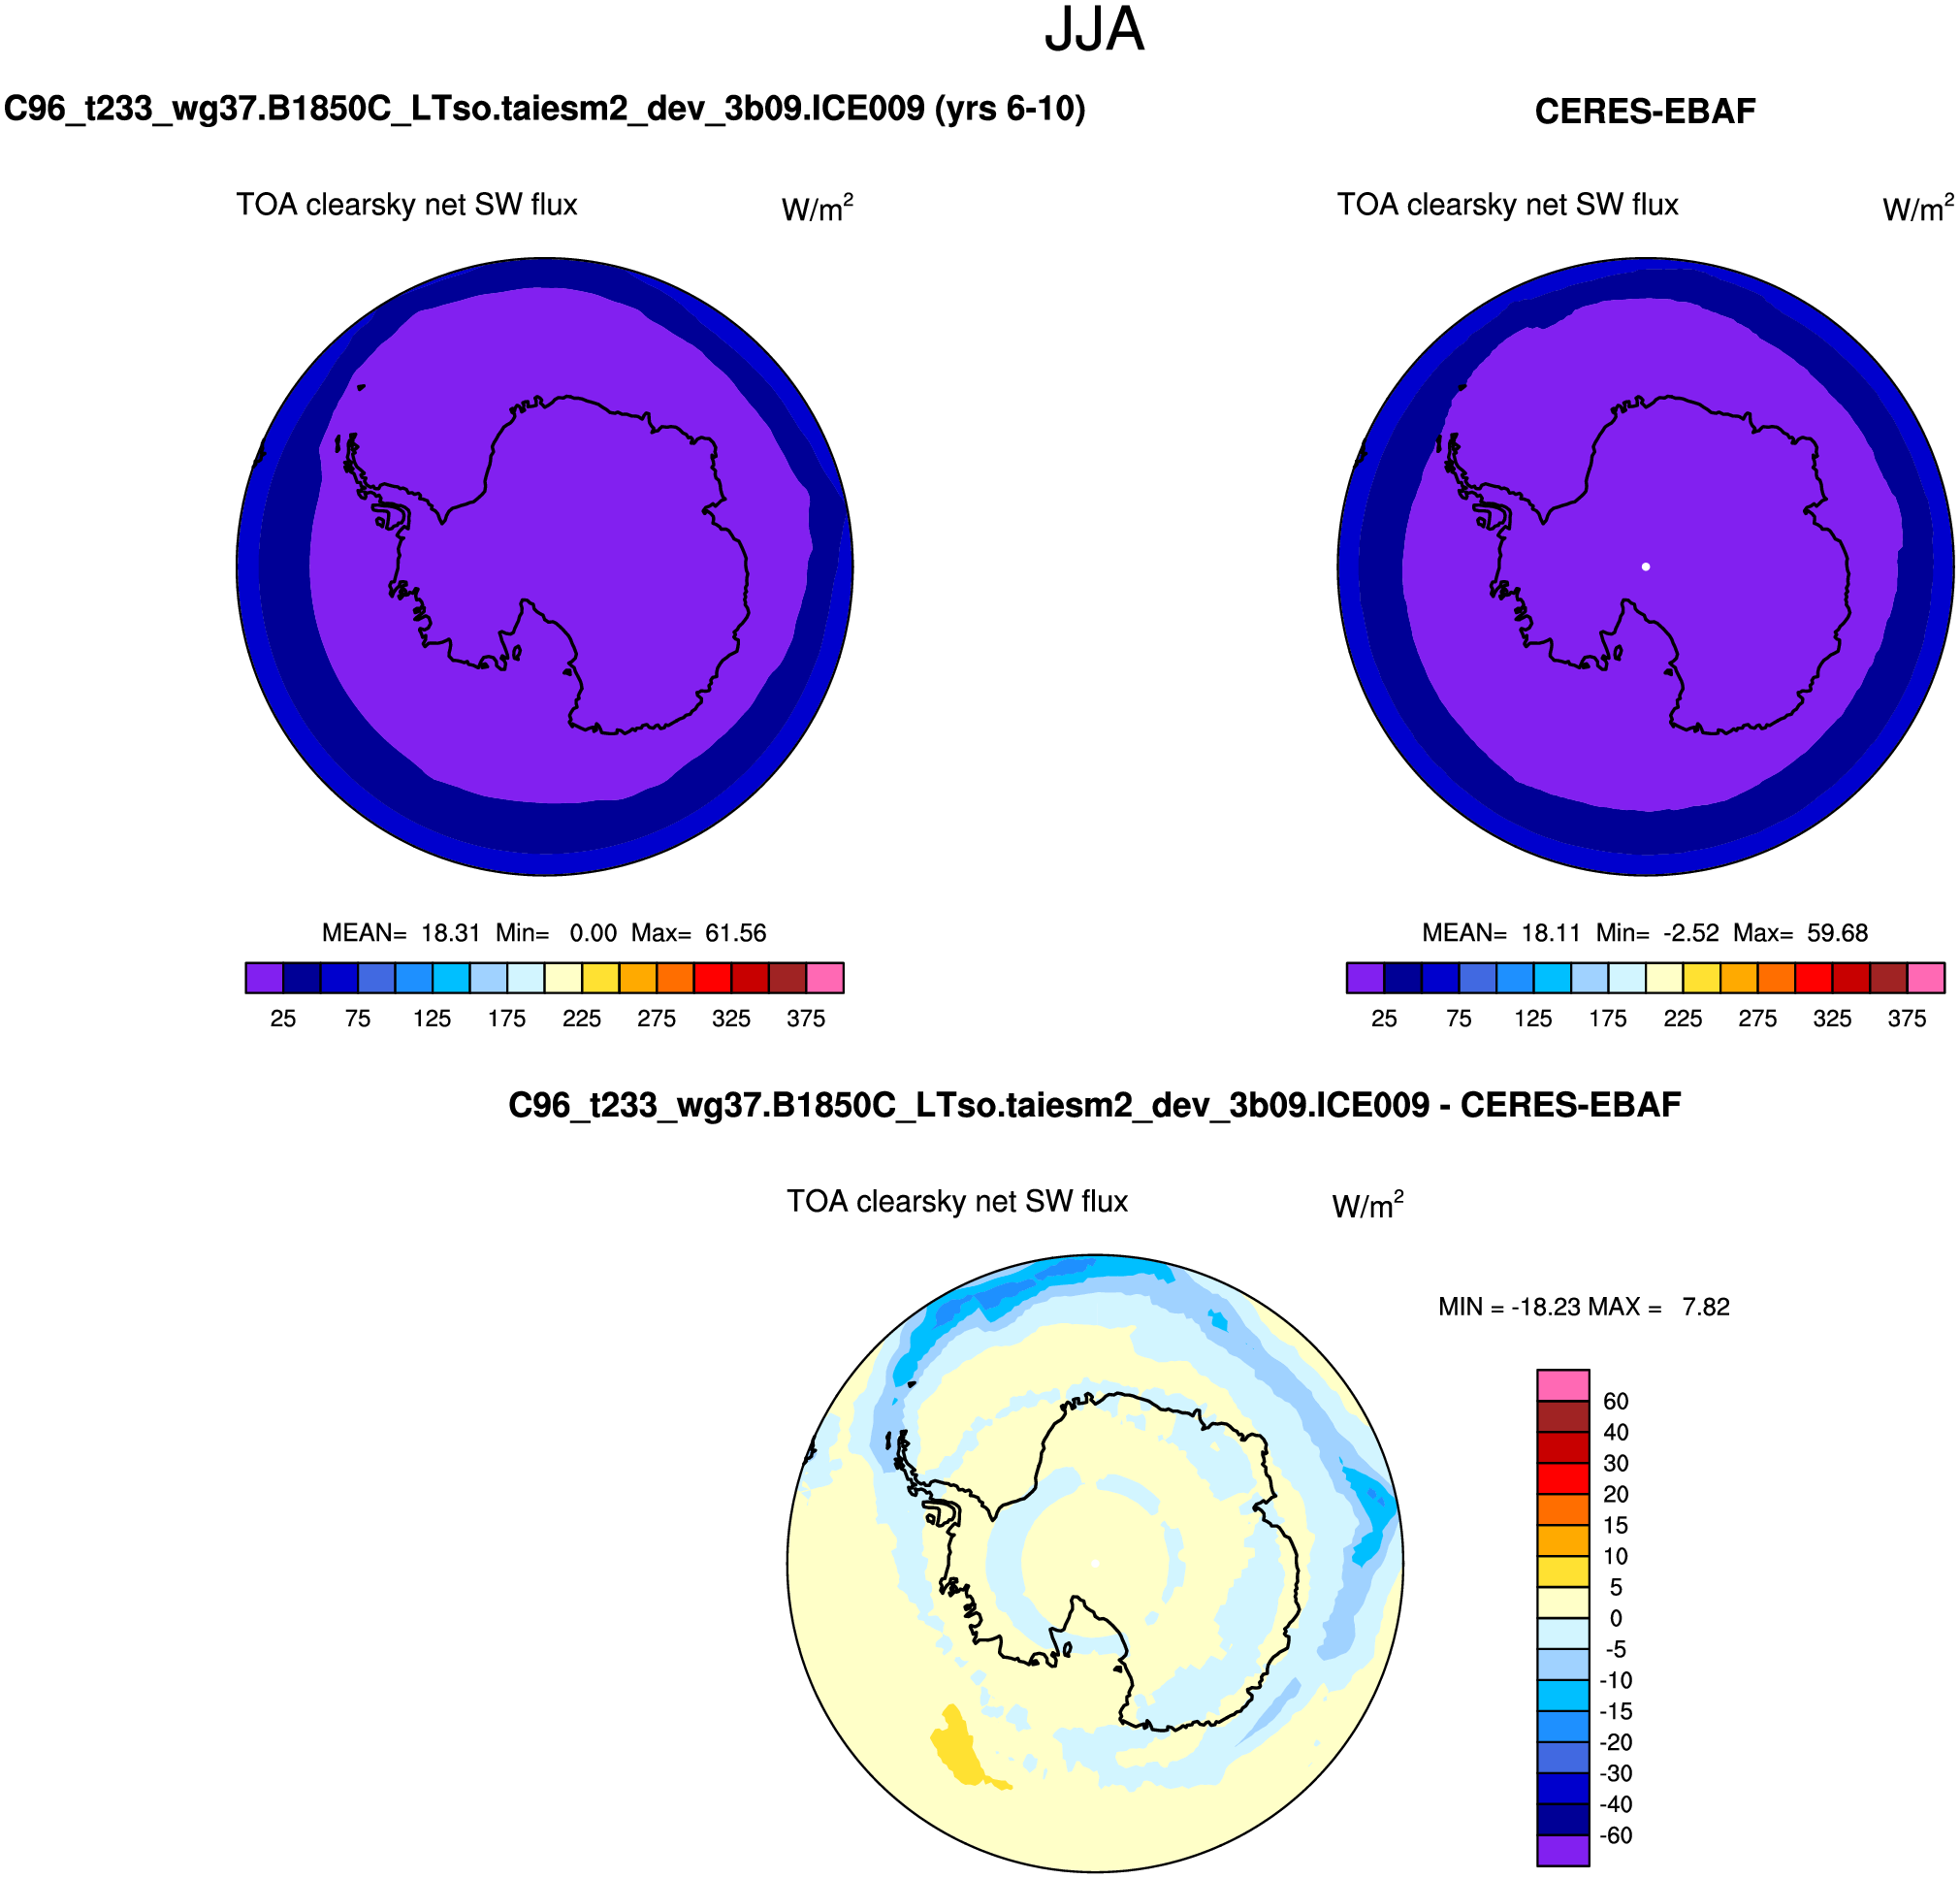 JJA
C96_t233_wg37.B1850C_LTso.taiesm2_dev_3b09.ICE009 (yrs 6-10)
CERES-EBAF
TOA clearsky net SW flux W/m²
TOA clearsky net SW flux W/m²
MEAN= 18.31 Min= 0.00 Max= 61.56
MEAN= 18.11 Min= -2.52 Max= 59.68
25 75 125 175 225 275 325 375
25 75 125 175 225 275 325 375
C96_t233_wg37.B1850C_LTso.taiesm2_dev_3b09.ICE009 - CERES-EBAF
TOA clearsky net SW flux W/m²
MIN = -18.23 MAX = 7.82
60
40
30
20
15
10
5
0
-5
-10
-15
-20
-30
-40
-60